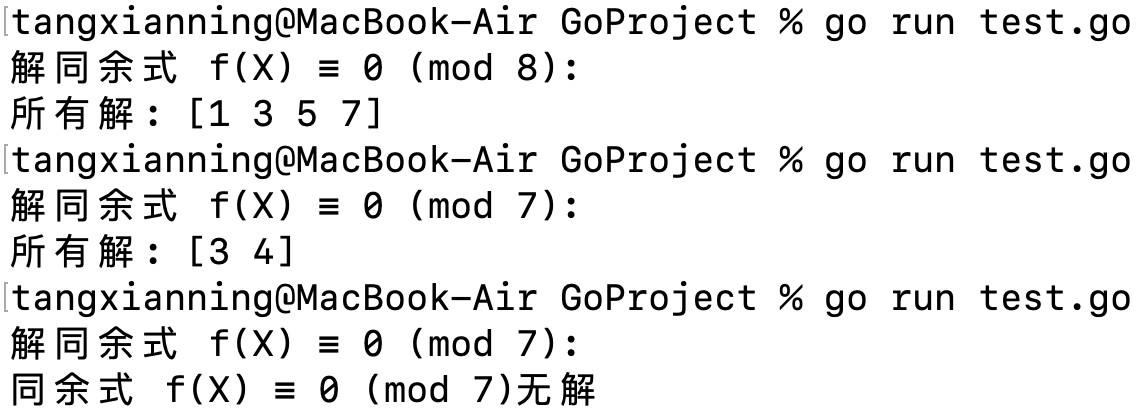 [tangxianning@MacBook-Air GoProject % go run test.go
解同余式 f(X) ≡ 0 (mod 8):
所有解: [1 3 5 7]
[tangxianning@MacBook-Air GoProject % go run test.go
解同余式 f(X) ≡ 0 (mod 7):
所有解: [3 4]
[tangxianning@MacBook-Air GoProject % go run test.go
解同余式 f(X) ≡ 0 (mod 7):
同余式 f(X) ≡ 0 (mod 7)无解